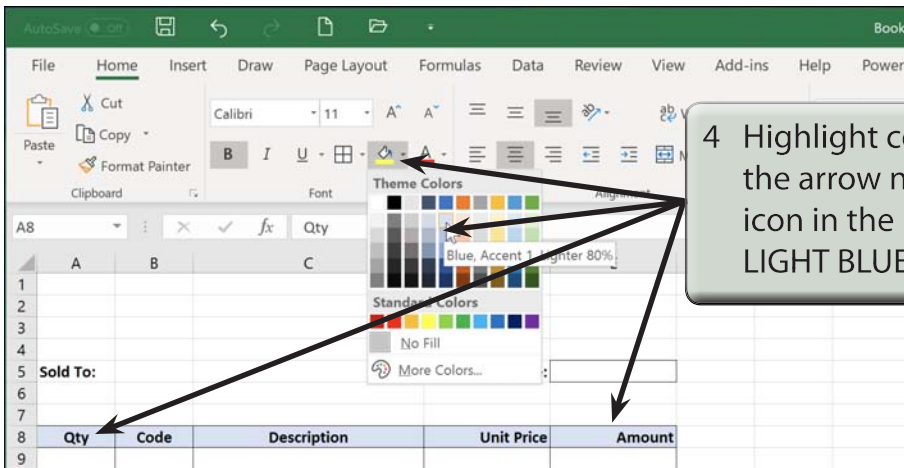 AutoSave Off
Book
File Home Insert Draw Page Layout Formulas Data Review View Add-ins Help Power
Cut
Copy
Format Painter
Paste
Calibri 11 A A
B I U A
Clipboard Font Alignment
A8 fx Qty
Theme Colors
Blue, Accent 1, Lighter 80%
Standard Colors
No Fill
More Colors...
4 Highlight
the arrow
icon in the
LIGHT BLUE
A B C
1
2
3
4
5 Sold To: :
6
7
8 Qty Code Description Unit Price Amount
9